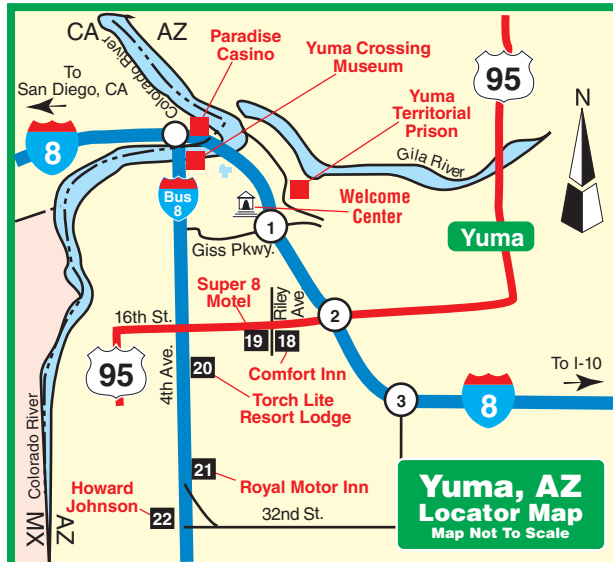 CA
AZ
Paradise
Casino
Yuma Crossing
Museum
95
To
San Diego, CA
Colorado River
8
N
Yuma
Territorial
Prison
Gila River
Bus
8
Welcome
Center
1
Giss Pkwy.
Yuma
Super 8
Motel
Riley
Ave
16th St.
2
19
18
95
4th Ave.
20
Comfort Inn
Torch Lite
Resort Lodge
To I-10
3
8
Colorado River
21
Royal Motor Inn
Howard
Johnson
22
32nd St.
MX
AZ
Yuma, AZ
Locator Map
Map Not To Scale